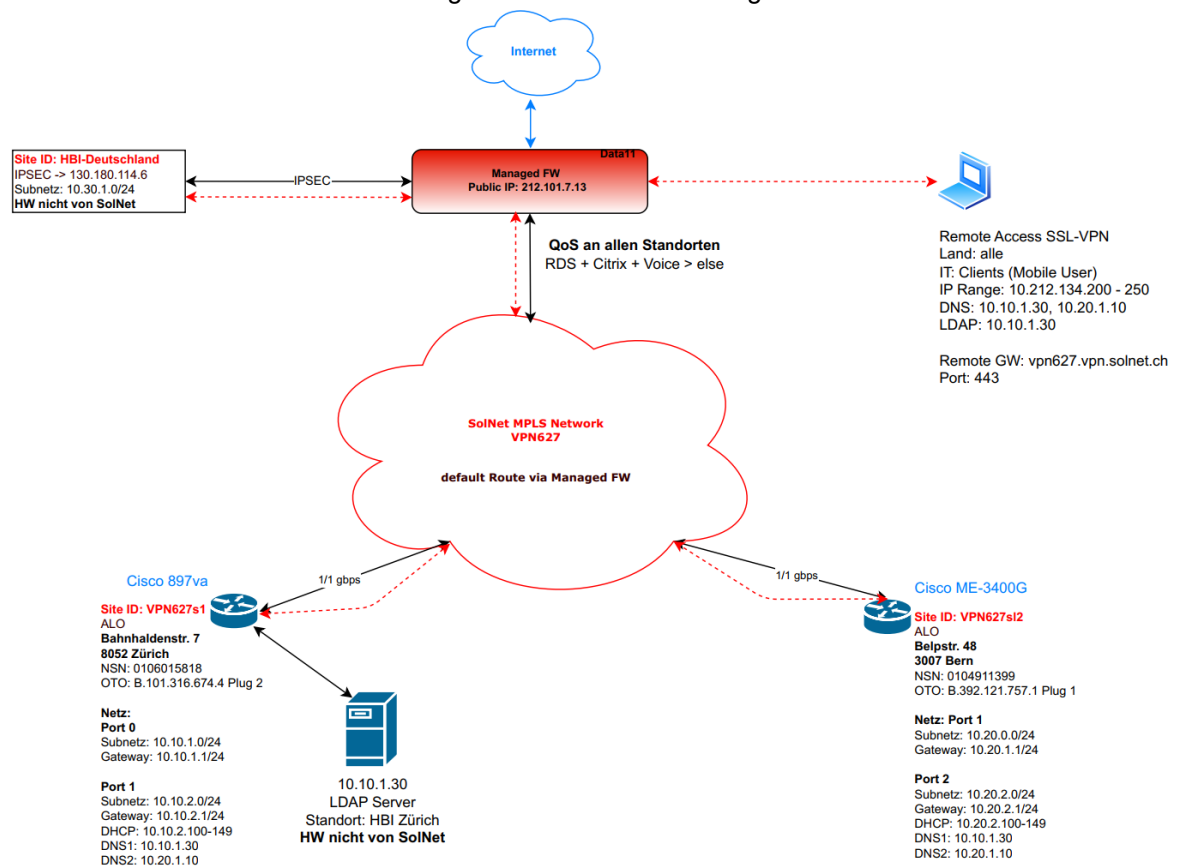 Internet
Data11
Managed FW
Public IP: 212.101.7.13
Site ID: HBI-Deutschland
IPSEC -> 130.180.114.6
Subnetz: 10.30.1.0/24
HW nicht von SolNet
IPSEC
QoS an allen Standorten
RDS + Citrix + Voice > else
Remote Access SSL-VPN
Land: alle
IT: Clients (Mobile User)
IP Range: 10.212.134.200 - 250
DNS: 10.10.1.30, 10.20.1.10
LDAP: 10.10.1.30
Remote GW: vpn627.vpn.solnet.ch
Port: 443
SolNet MPLS Network
VPN627
default Route via Managed FW
1/1 gbps
1/1 gbps
Cisco 897va
Site ID: VPN627s1
ALO
Bahnhaldenstr. 7
8052 Zürich
NSN: 0106015818
OTO: B.101.316.674.4 Plug 2
Netz:
Port 0
Subnetz: 10.10.1.0/24
Gateway: 10.10.1.1/24
Port 1
Subnetz: 10.10.2.0/24
Gateway: 10.10.2.1/24
DHCP: 10.10.2.100-149
DNS1: 10.10.1.30
DNS2: 10.20.1.10
10.10.1.30
LDAP Server
Standort: HBI Zürich
HW nicht von SolNet
Cisco ME-3400G
Site ID: VPN627sl2
ALO
Belpstr. 48
3007 Bern
NSN: 0104911399
OTO: B.392.121.757.1 Plug 1
Netz: Port 1
Subnetz: 10.20.0.0/24
Gateway: 10.20.1.1/24
Port 2
Subnetz: 10.20.2.0/24
Gateway: 10.20.2.1/24
DHCP: 10.20.2.100-149
DNS1: 10.10.1.30
DNS2: 10.20.1.10